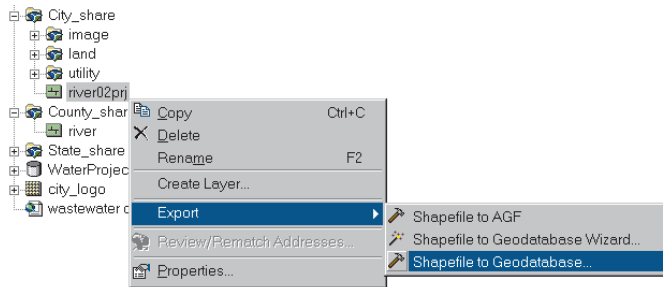 City_share
image
land
utility
river02prj
County_shar
river
State_share
WaterProjec
city_logo
wastewater c
Copy Ctrl+C
Delete
Rename F2
Create Layer...
Export
Review/Rematch Addresses...
Properties...
Shapefile to AGF
Shapefile to Geodatabase Wizard...
Shapefile to Geodatabase...